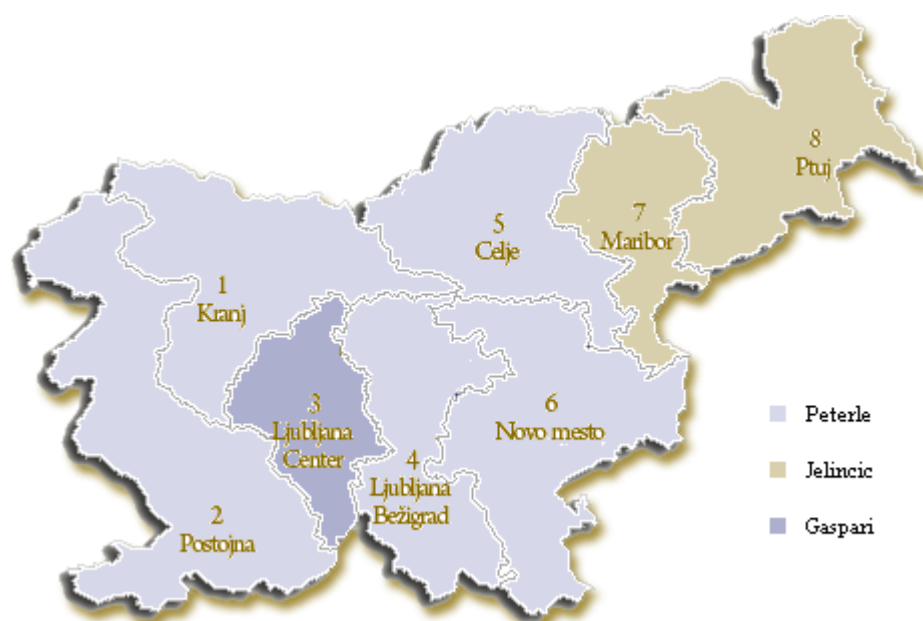 1
Kranj
2
Postojna
3
Ljubljana
Center
4
Ljubljana
Bežigrad
5
Celje
6
Novo mesto
7
Maribor
8
Ptuj
Peterle
Jelincic
Gaspari